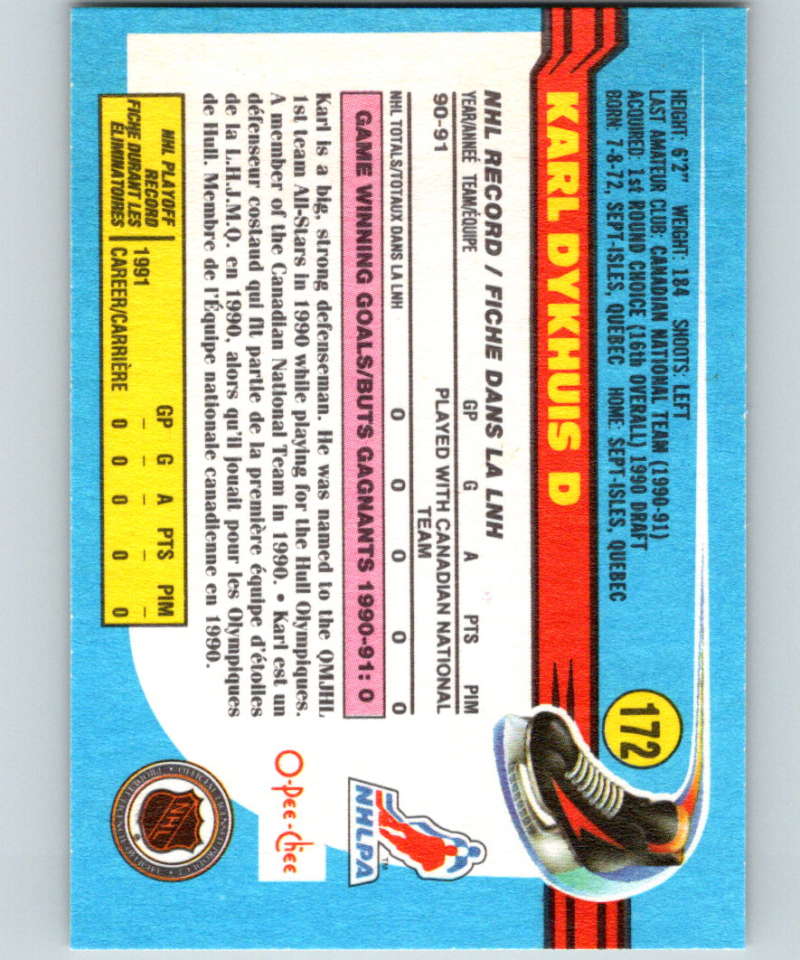 172
HEIGHT: 6'2" WEIGHT: 184 SHOOTS: LEFT
LAST AMATEUR CLUB: CANADIAN NATIONAL TEAM (1990-91)
ACQUIRED: 1st ROUND CHOICE (16th OVERALL) 1990 DRAFT
BORN: 7-8-72, SEPT-ISLES, QUEBEC HOME: SEPT-ISLES, QUEBEC
KARL DYKHUIS D
NHL RECORD / FICHE DANS LA LNH
YEAR/ANNÉE TEAM/ÉQUIPE GP G A PTS PIM
90-91 PLAYED WITH CANADIAN NATIONAL
TEAM
NHL TOTALS/TOTAUX DANS LA LNH 0 0 0 0 0
GAME WINNING GOALS/BUTS GAGNANTS 1990-91: 0
Karl is a big, strong defenseman. He was named to the QMJHL
1st team All-Stars in 1990 while playing for the Hull Olympiques.
A member of the Canadian National Team in 1990. • Karl est un
défenseur costaud qui fit partie de la première équipe d'étoiles
de la L.H.J.M.Q. en 1990, alors qu'il jouait pour les Olympiques
de Hull. Membre de l'Équipe nationale canadienne en 1990.
NHL PLAYOFF
RECORD
FICHE DURANT LES
ÉLIMINATOIRES
GP G A PTS PIM
1991 – – – – –
CAREER/CARRIÈRE 0 0 0 0 0
NHLPA
TM
O-Pee-Chee
NHL